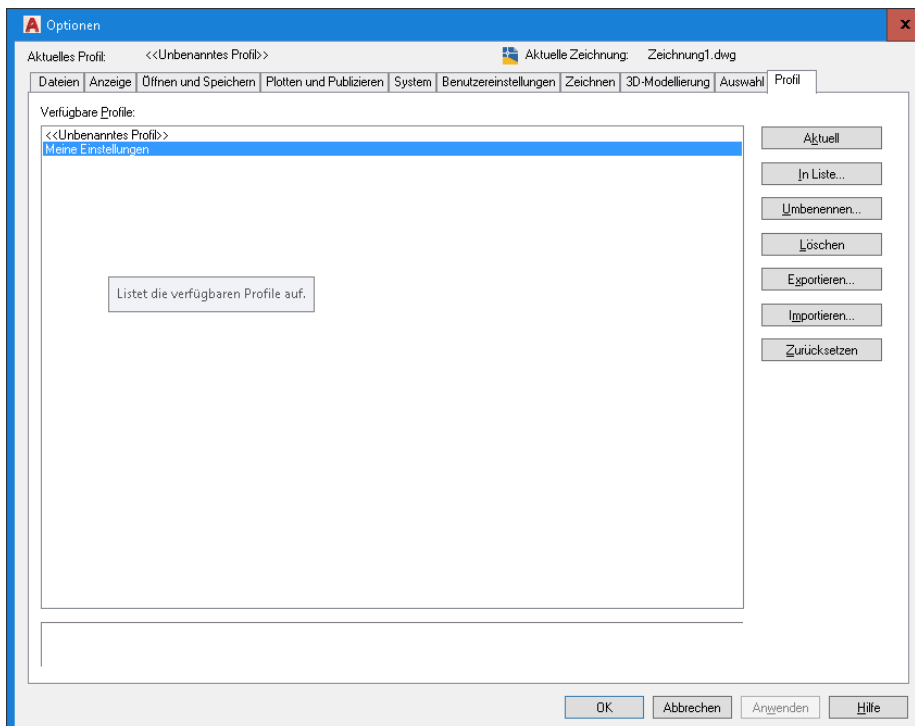 Optionen
x
Aktuelles Profil: <<Unbenanntes Profil>> Aktuelle Zeichnung: Zeichnung1.dwg
Dateien Anzeige Öffnen und Speichern Plotten und Publizieren System Benutzereinstellungen Zeichnen 3D-Modellierung Auswahl Profil
Verfügbare Profile:
<<Unbenanntes Profil>>
Meine Einstellungen
Listet die verfügbaren Profile auf.
Aktuell
In Liste...
Umbenennen...
Löschen
Exportieren...
Importieren...
Zurücksetzen
OK Abbrechen Anwenden Hilfe